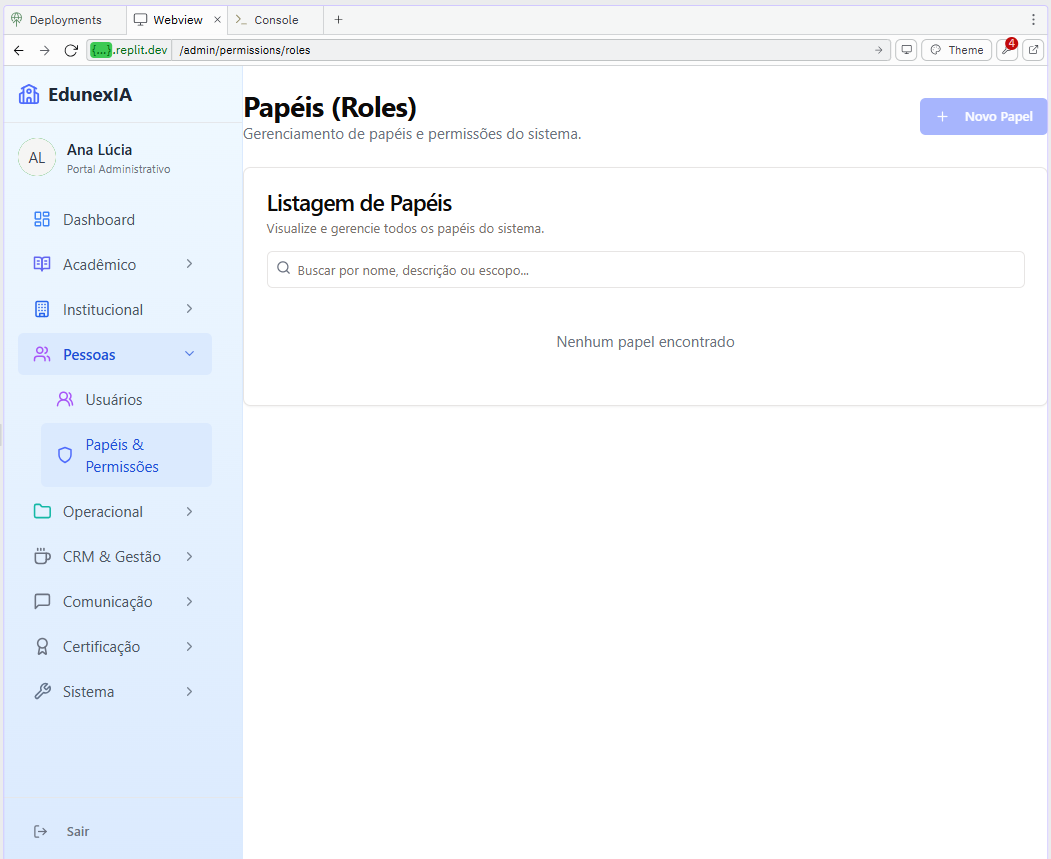 Deployments
Webview
Console
{...}.replit.dev
/admin/permissions/roles
Theme
4
EdunexIA
AL
Ana Lúcia
Portal Administrativo
Dashboard
Acadêmico
Institucional
Pessoas
Usuários
Papéis &
Permissões
Operacional
CRM & Gestão
Comunicação
Certificação
Sistema
Sair
Papéis (Roles)
Gerenciamento de papéis e permissões do sistema.
+ Novo Papel
Listagem de Papéis
Visualize e gerencie todos os papéis do sistema.
Buscar por nome, descrição ou escopo...
Nenhum papel encontrado